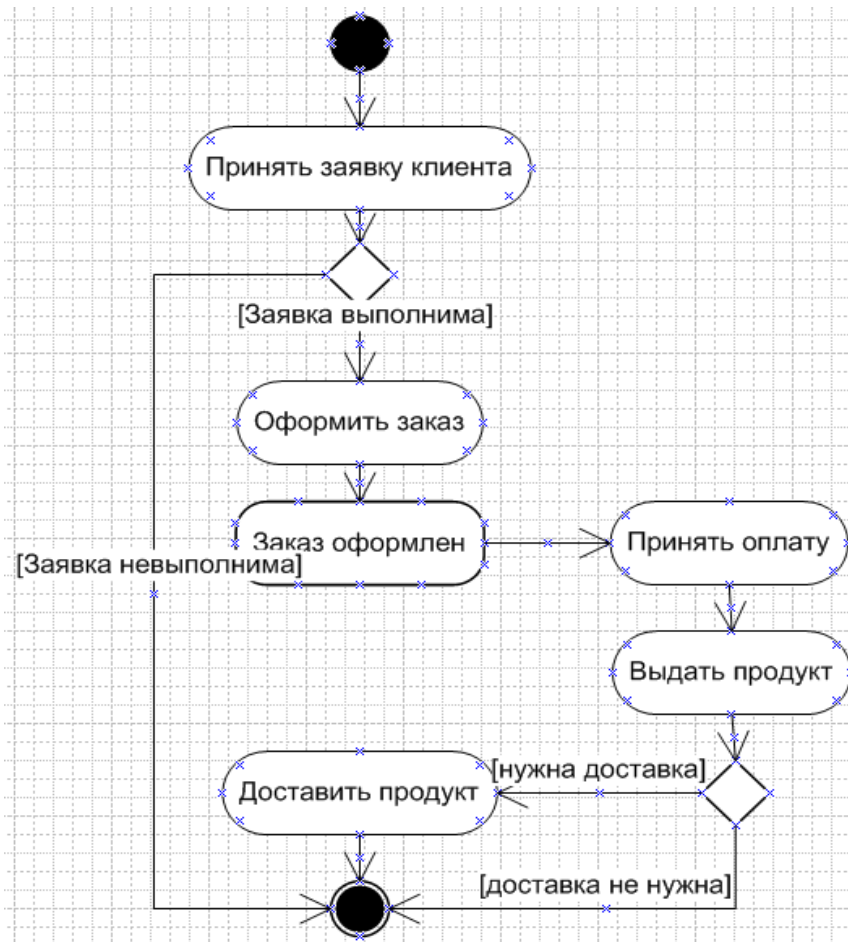 Принять заявку клиента
[Заявка выполнима]
Оформить заказ
Заказ оформлен
Принять оплату
[Заявка невыполнима]
Выдать продукт
[нужна доставка]
Доставить продукт
[доставка не нужна]